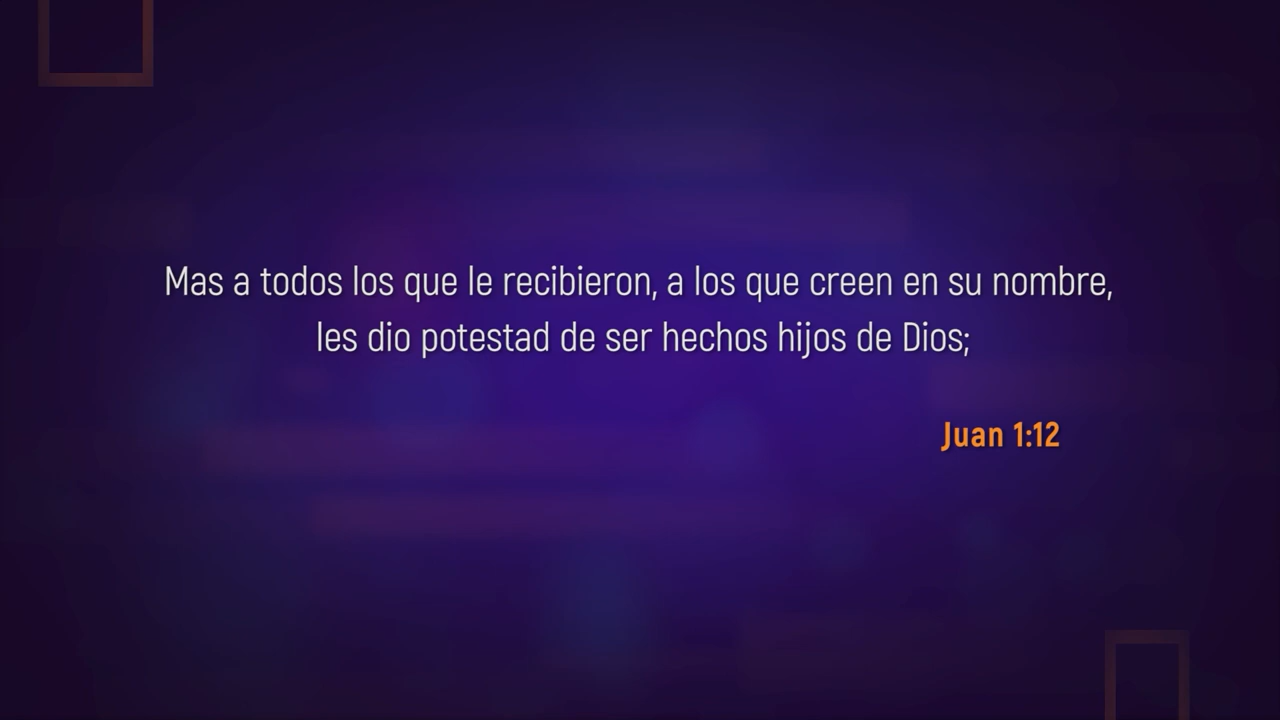 Mas a todos los que le recibieron, a los que creen en su nombre,
les dio potestad de ser hechos hijos de Dios;
Juan 1:12